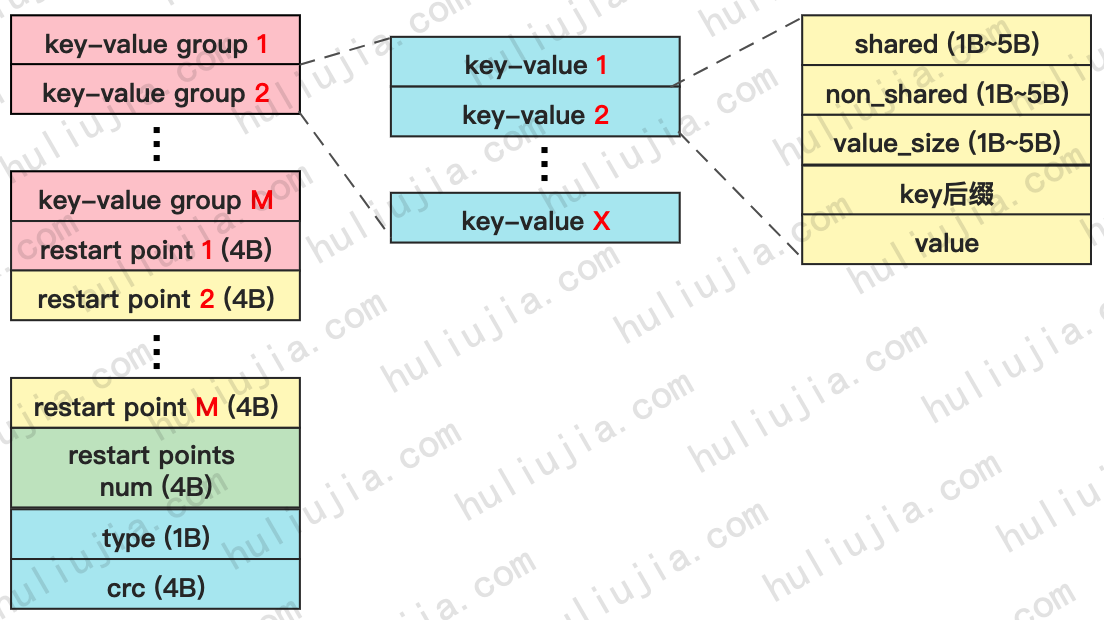 key-value group 1
key-value group 2
key-value group M
restart point 1 (4B)
restart point 2 (4B)
restart point M (4B)
restart points
num (4B)
type (1B)
crc (4B)
key-value 1
key-value 2
key-value X
shared (1B~5B)
non_shared (1B~5B)
value_size (1B~5B)
key后缀
value
huliujia.com